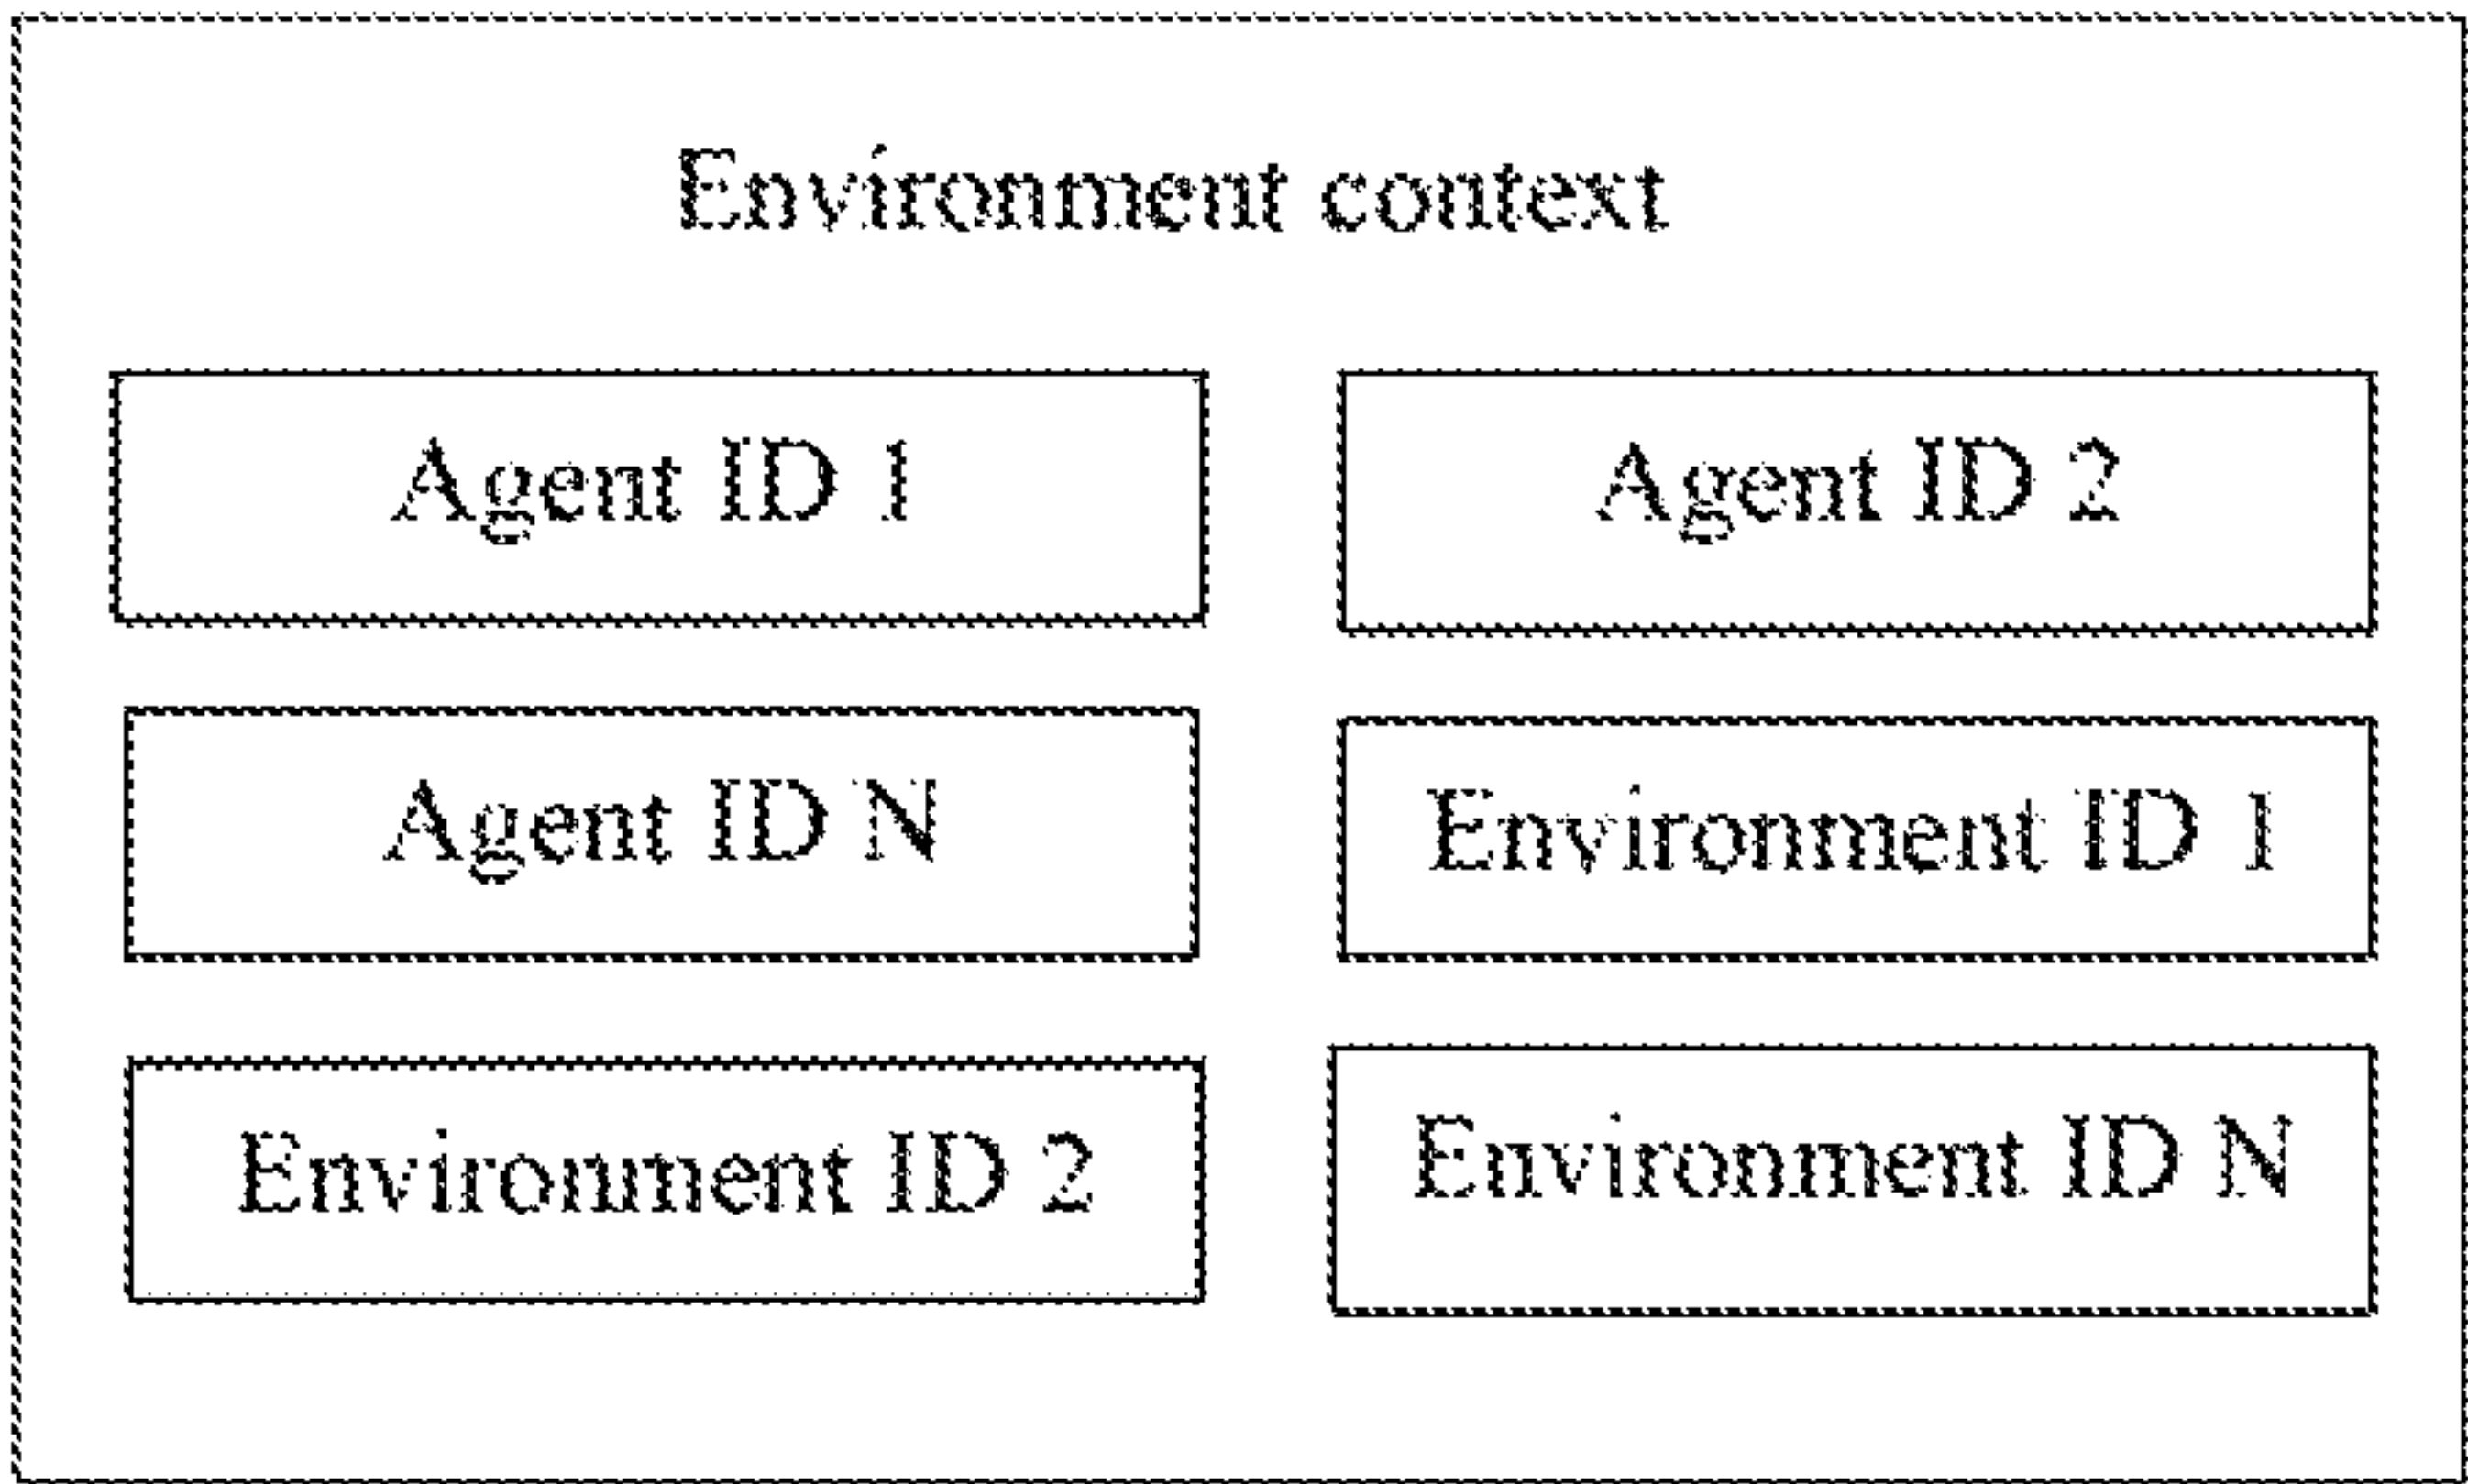 Environment context
Agent ID 1
Agent ID 2
Agent ID N
Environment ID 1
Environment ID 2
Environment ID N